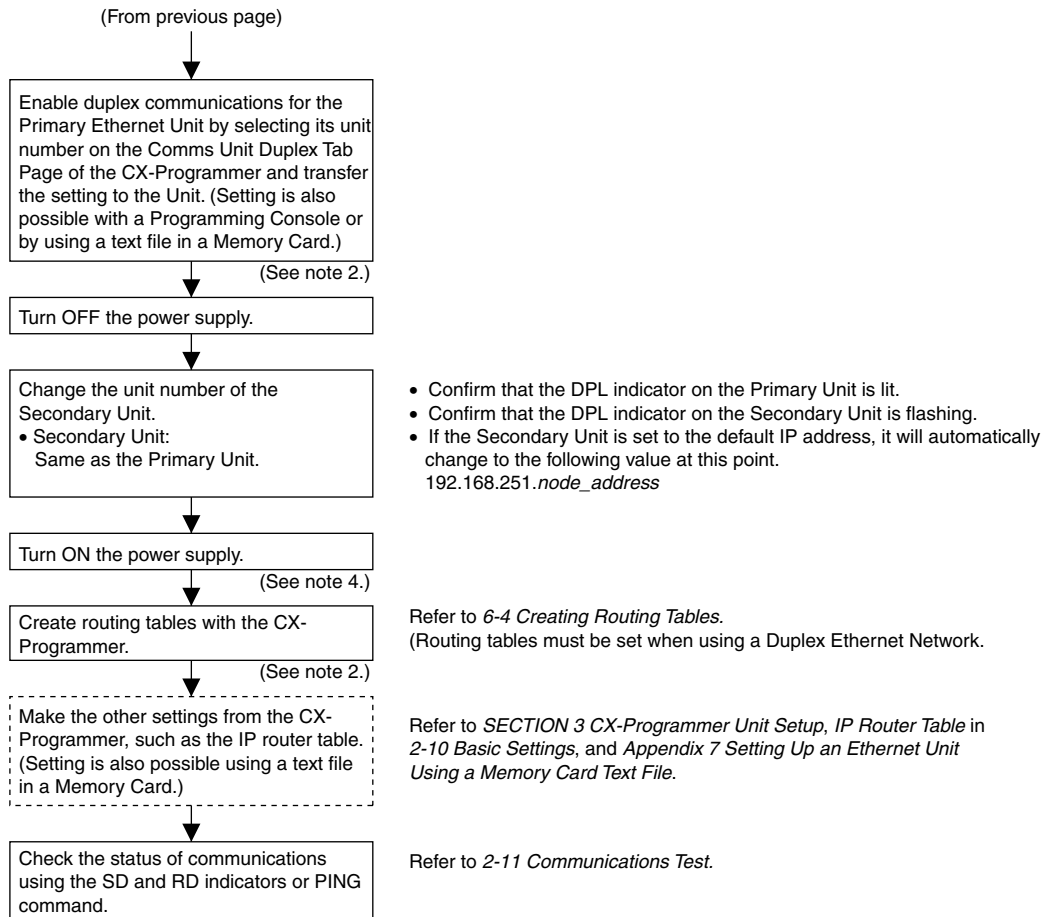 (From previous page)
Enable duplex communications for the
Primary Ethernet Unit by selecting its unit
number on the Comms Unit Duplex Tab
Page of the CX-Programmer and transfer
the setting to the Unit. (Setting is also
possible with a Programming Console or
by using a text file in a Memory Card.)
(See note 2.)
Turn OFF the power supply.
Change the unit number of the
Secondary Unit.
• Secondary Unit:
Same as the Primary Unit.
• Confirm that the DPL indicator on the Primary Unit is lit.
• Confirm that the DPL indicator on the Secondary Unit is flashing.
• If the Secondary Unit is set to the default IP address, it will automatically
change to the following value at this point.
192.168.251.node_address
Turn ON the power supply.
(See note 4.)
Create routing tables with the CX-
Programmer.
Refer to 6-4 Creating Routing Tables.
(Routing tables must be set when using a Duplex Ethernet Network.
(See note 2.)
Make the other settings from the CX-
Programmer, such as the IP router table.
(Setting is also possible using a text file
in a Memory Card.)
Refer to SECTION 3 CX-Programmer Unit Setup, IP Router Table in
2-10 Basic Settings, and Appendix 7 Setting Up an Ethernet Unit
Using a Memory Card Text File.
Check the status of communications
using the SD and RD indicators or PING
command.
Refer to 2-11 Communications Test.